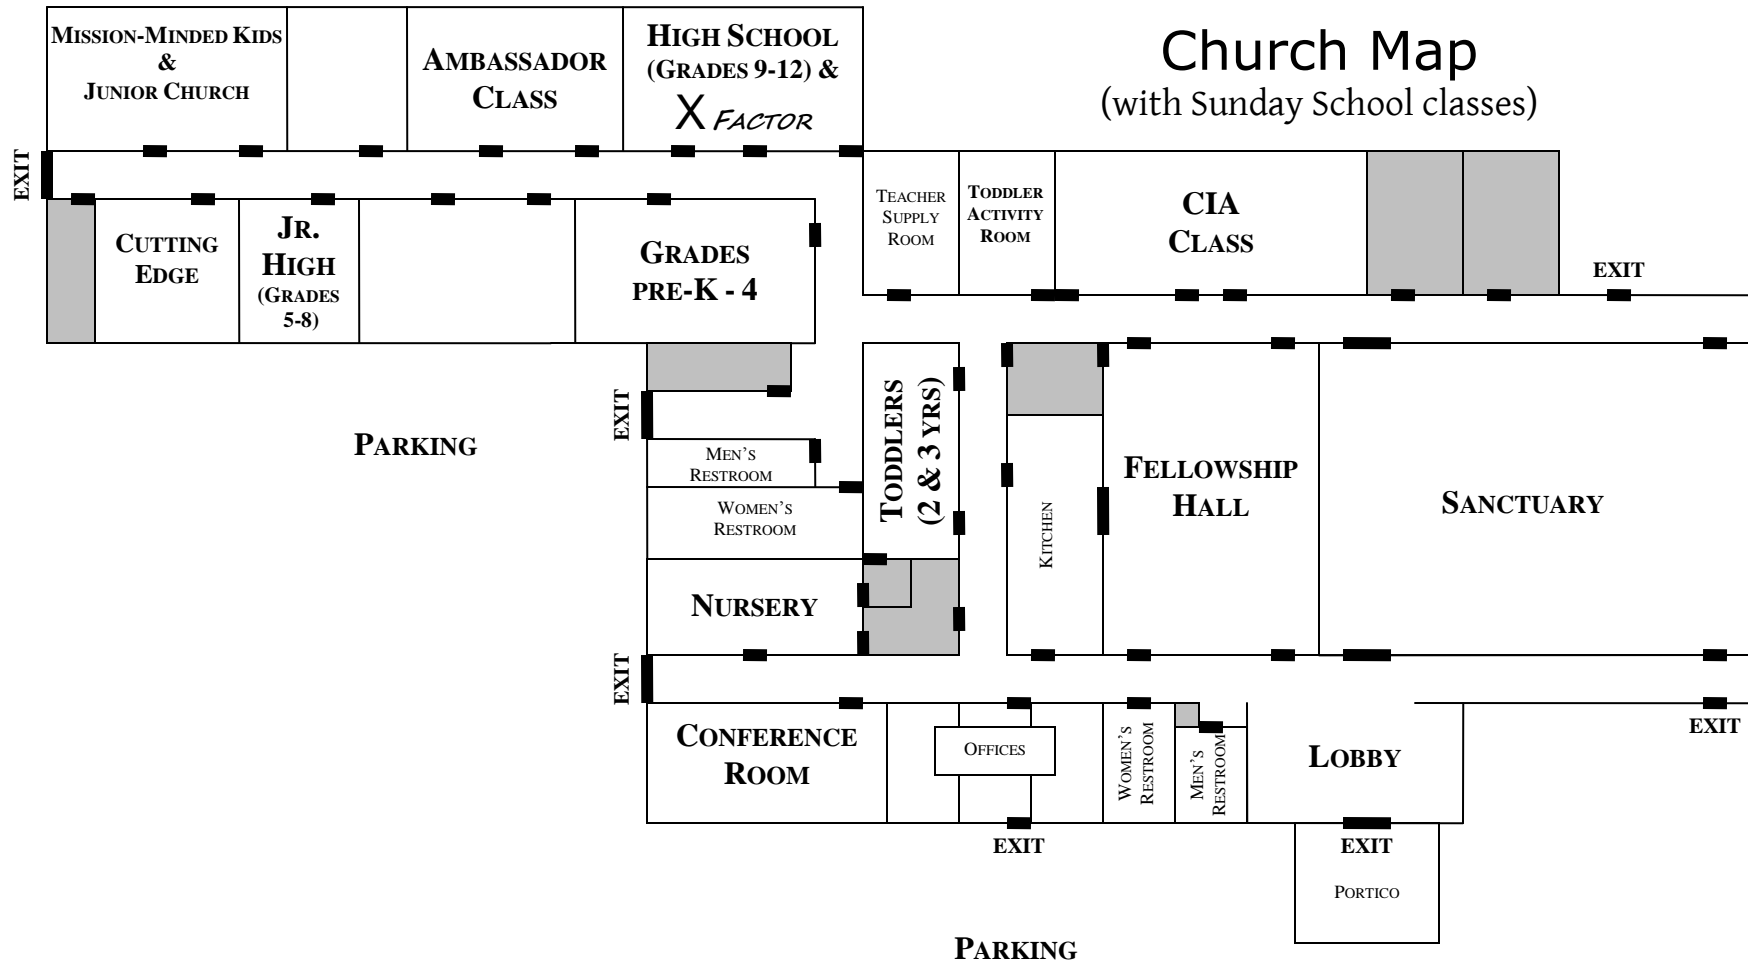 Church Map
(with Sunday School classes)
MISSION-MINDED KIDS
&
JUNIOR CHURCH
AMBASSADOR
CLASS
HIGH SCHOOL
(GRADES 9-12) &
X FACTOR
EXIT
CUTTING
EDGE
JR.
HIGH
(GRADES
5-8)
GRADES
PRE-K - 4
TEACHER
SUPPLY
ROOM
TODDLER
ACTIVITY
ROOM
CIA
CLASS
EXIT
PARKING
EXIT
MEN'S
RESTROOM
WOMEN'S
RESTROOM
TODDLERS
(2 & 3 YRS)
KITCHEN
FELLOWSHIP
HALL
SANCTUARY
NURSERY
EXIT
CONFERENCE
ROOM
OFFICES
WOMEN'S
RESTROOM
MEN'S
RESTROOM
LOBBY
EXIT
EXIT
EXIT
PORTICO
PARKING